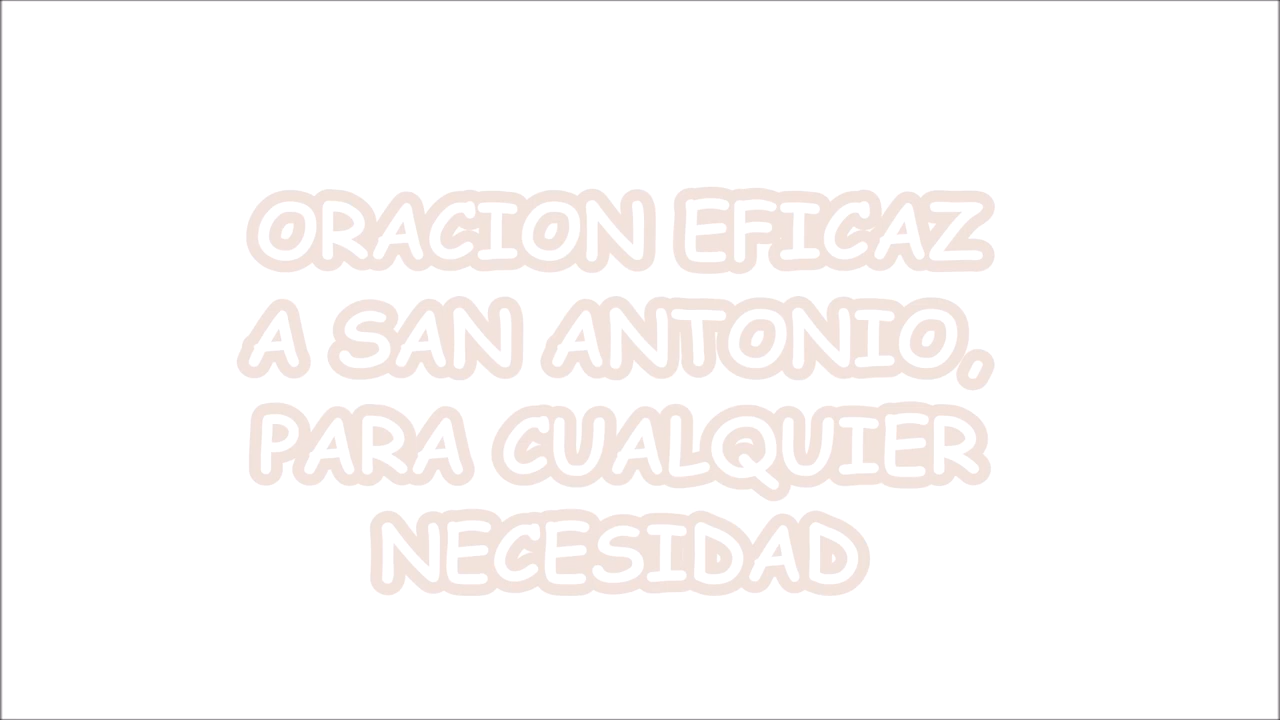 ORACION EFICAZ
A SAN ANTONIO,
PARA CUALQUIER
NECESIDAD